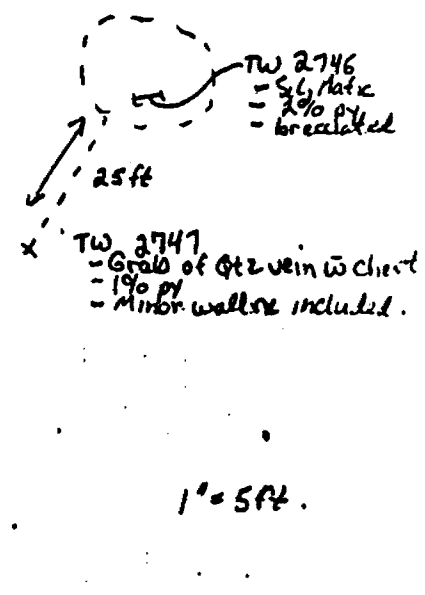 TW 2746
- Sil, Matic
- 2% py
- brecciated
25ft
x TW 2747
- Grab of Qtz vein w̄ chert
- 1% py
- Minor wallrx included.
1" = 5ft.